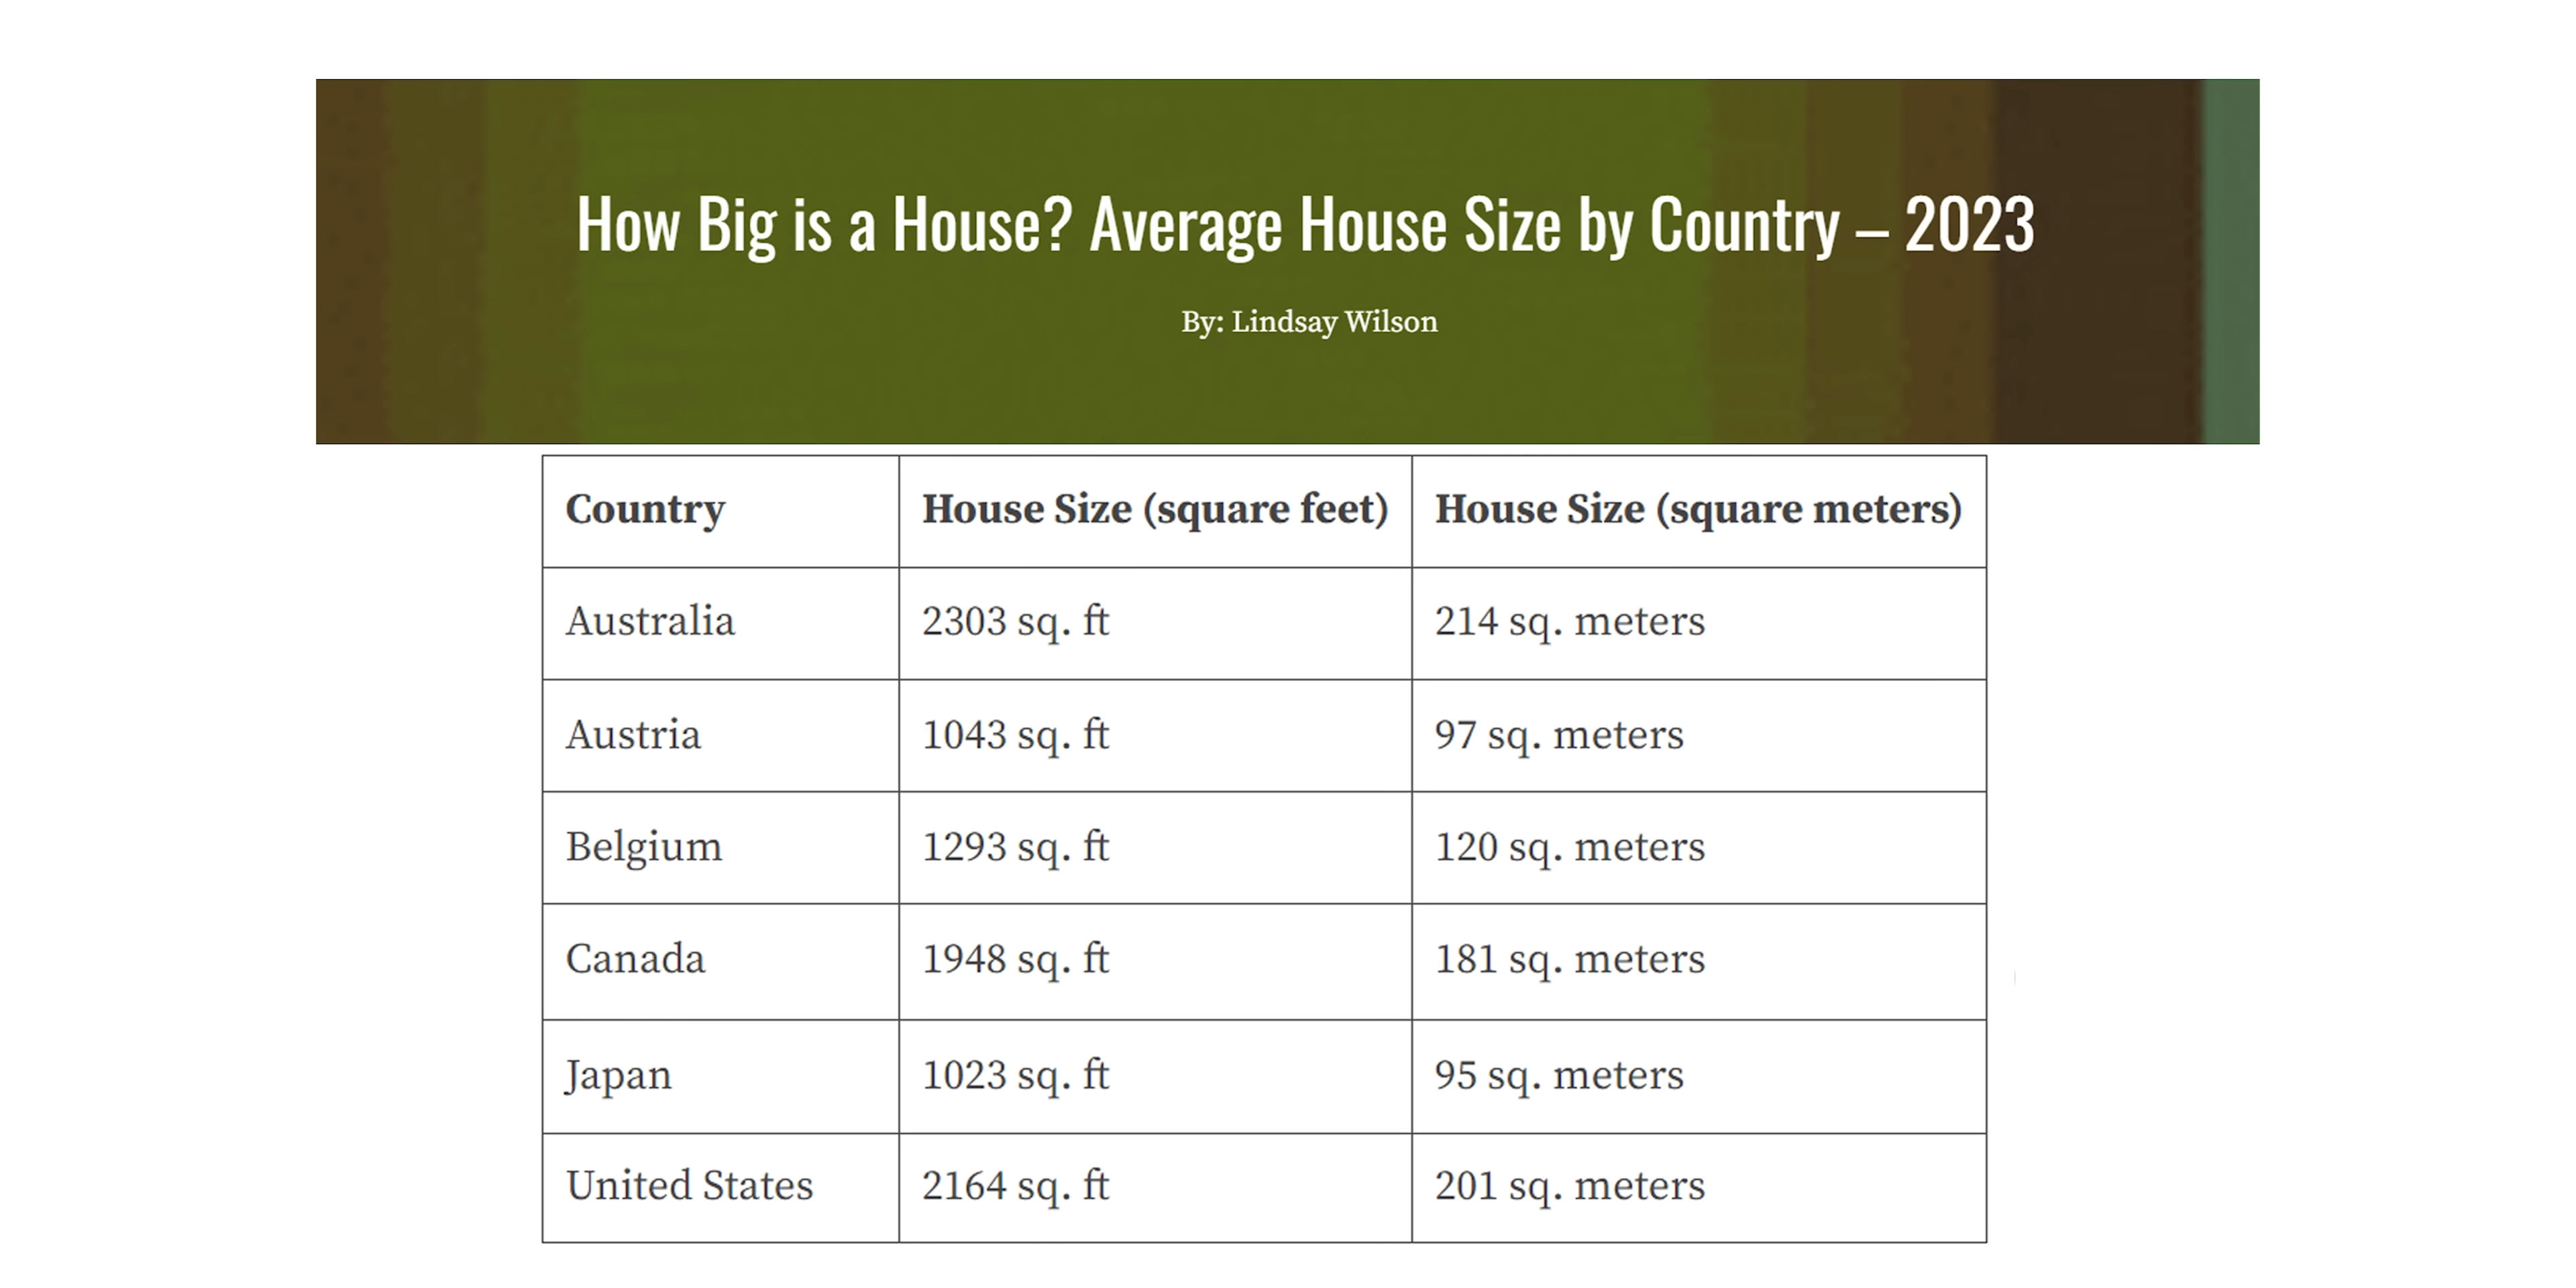 How Big is a House? Average House Size by Country – 2023
By: Lindsay Wilson
Country House Size (square feet) House Size (square meters)
Australia 2303 sq. ft 214 sq. meters
Austria 1043 sq. ft 97 sq. meters
Belgium 1293 sq. ft 120 sq. meters
Canada 1948 sq. ft 181 sq. meters
Japan 1023 sq. ft 95 sq. meters
United States 2164 sq. ft 201 sq. meters